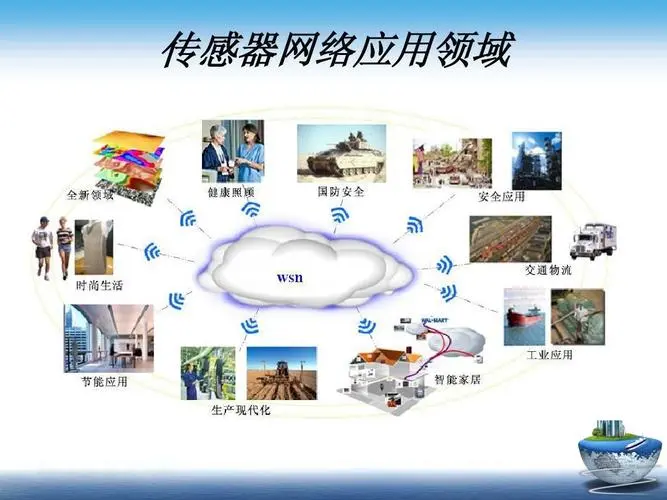 传感器网络应用领域
全新领域
健康照顾
国防安全
安全应用
时尚生活
wsn
交通物流
节能应用
生产现代化
WAL-MART
智能家居
工业应用